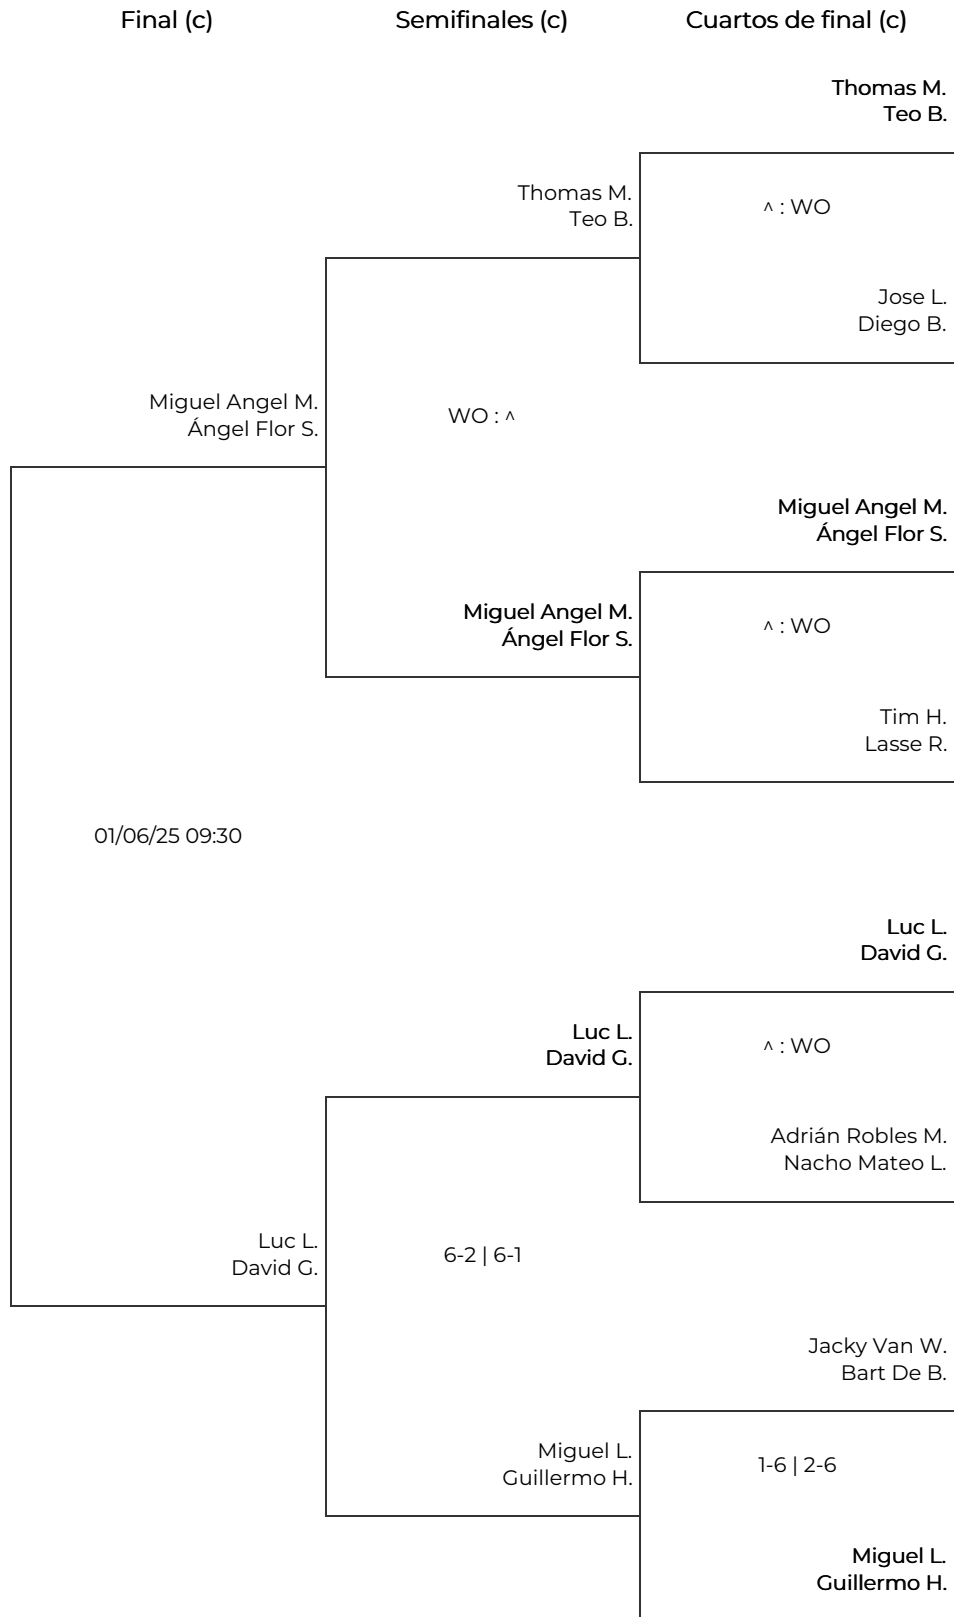 Final (c)
Semifinales (c)
Cuartos de final (c)
Thomas M.
Teo B.
Thomas M.
Teo B.
^ : WO
Jose L.
Diego B.
Miguel Angel M.
Ángel Flor S.
WO : ^
Miguel Angel M.
Ángel Flor S.
Miguel Angel M.
Ángel Flor S.
^ : WO
Tim H.
Lasse R.
01/06/25 09:30
Luc L.
David G.
Luc L.
David G.
^ : WO
Adrián Robles M.
Nacho Mateo L.
Luc L.
David G.
6-2 | 6-1
Jacky Van W.
Bart De B.
Miguel L.
Guillermo H.
1-6 | 2-6
Miguel L.
Guillermo H.